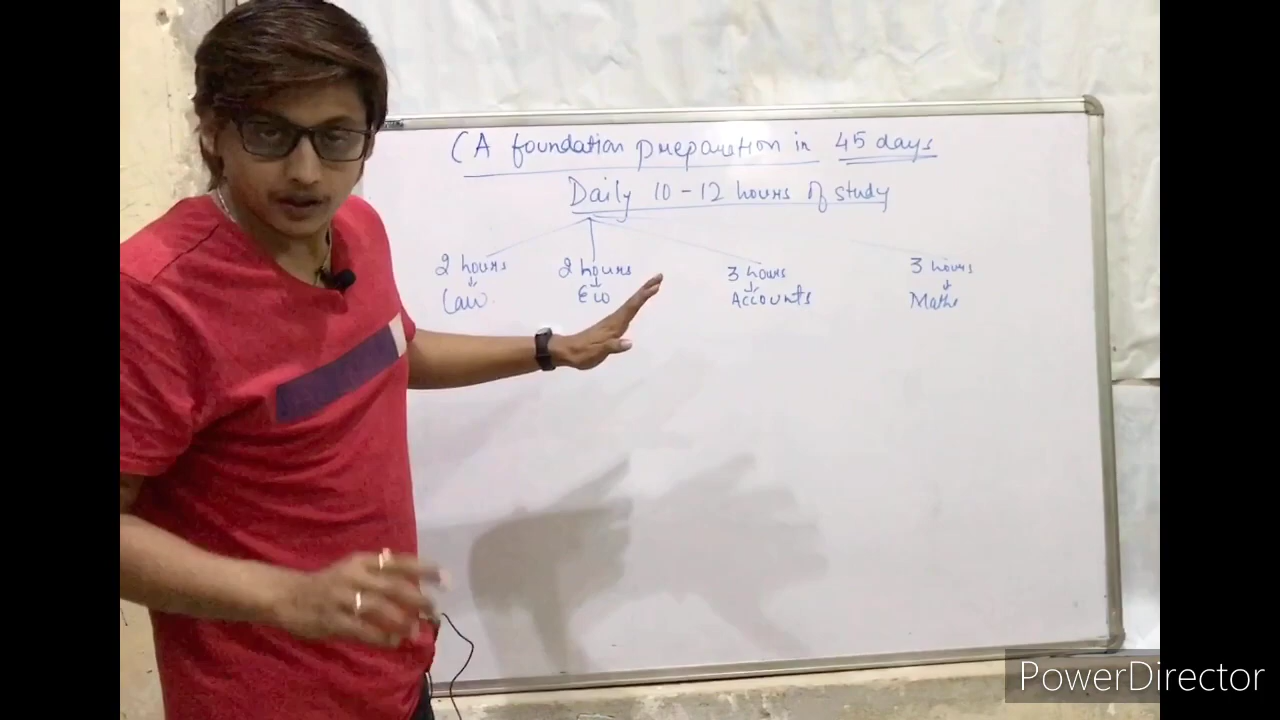 CA foundation preparation in 45 days
Daily 10-12 hours of study
2 hours 2 hours 3 hours 3 hours
Law Eco Accounts Maths
PowerDirector